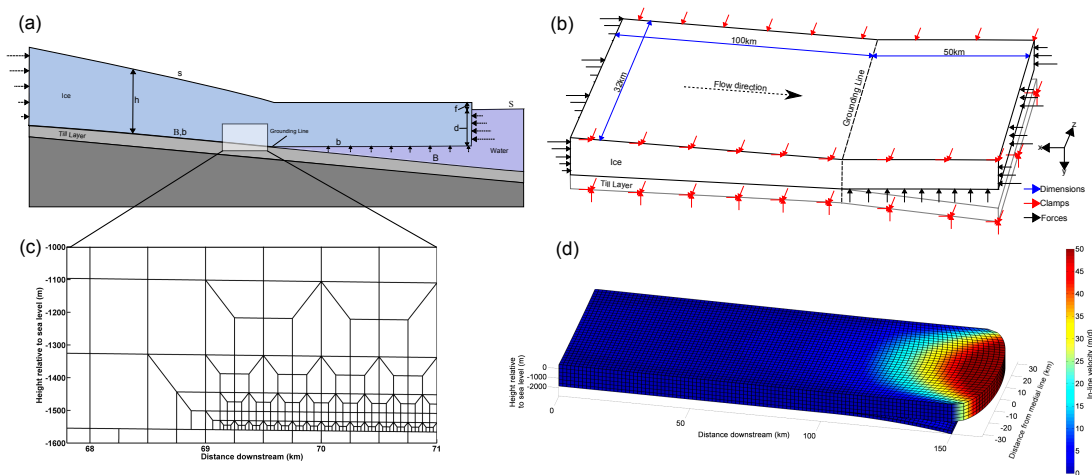 (a)
s
Ice
h
f
S
d
B,b
Till Layer
Grounding Line
b
B
Water
(b)
100km
50km
32km
Flow direction
Grounding Line
Ice
Till Layer
z
x
y
Dimensions
Clamps
Forces
(c)
-1000
-1100
-1200
-1300
-1400
-1500
-1600
Height relative to sea level (m)
68
69
70
71
Distance downstream (km)
(d)
Height relative
to sea level (m)
0
-1000
-2000
0
50
100
150
Distance downstream (km)
30
20
10
0
-10
-20
-30
Distance from medial line (km)
50
45
40
35
30
25
20
15
10
5
0
In-line velocity (m/d)